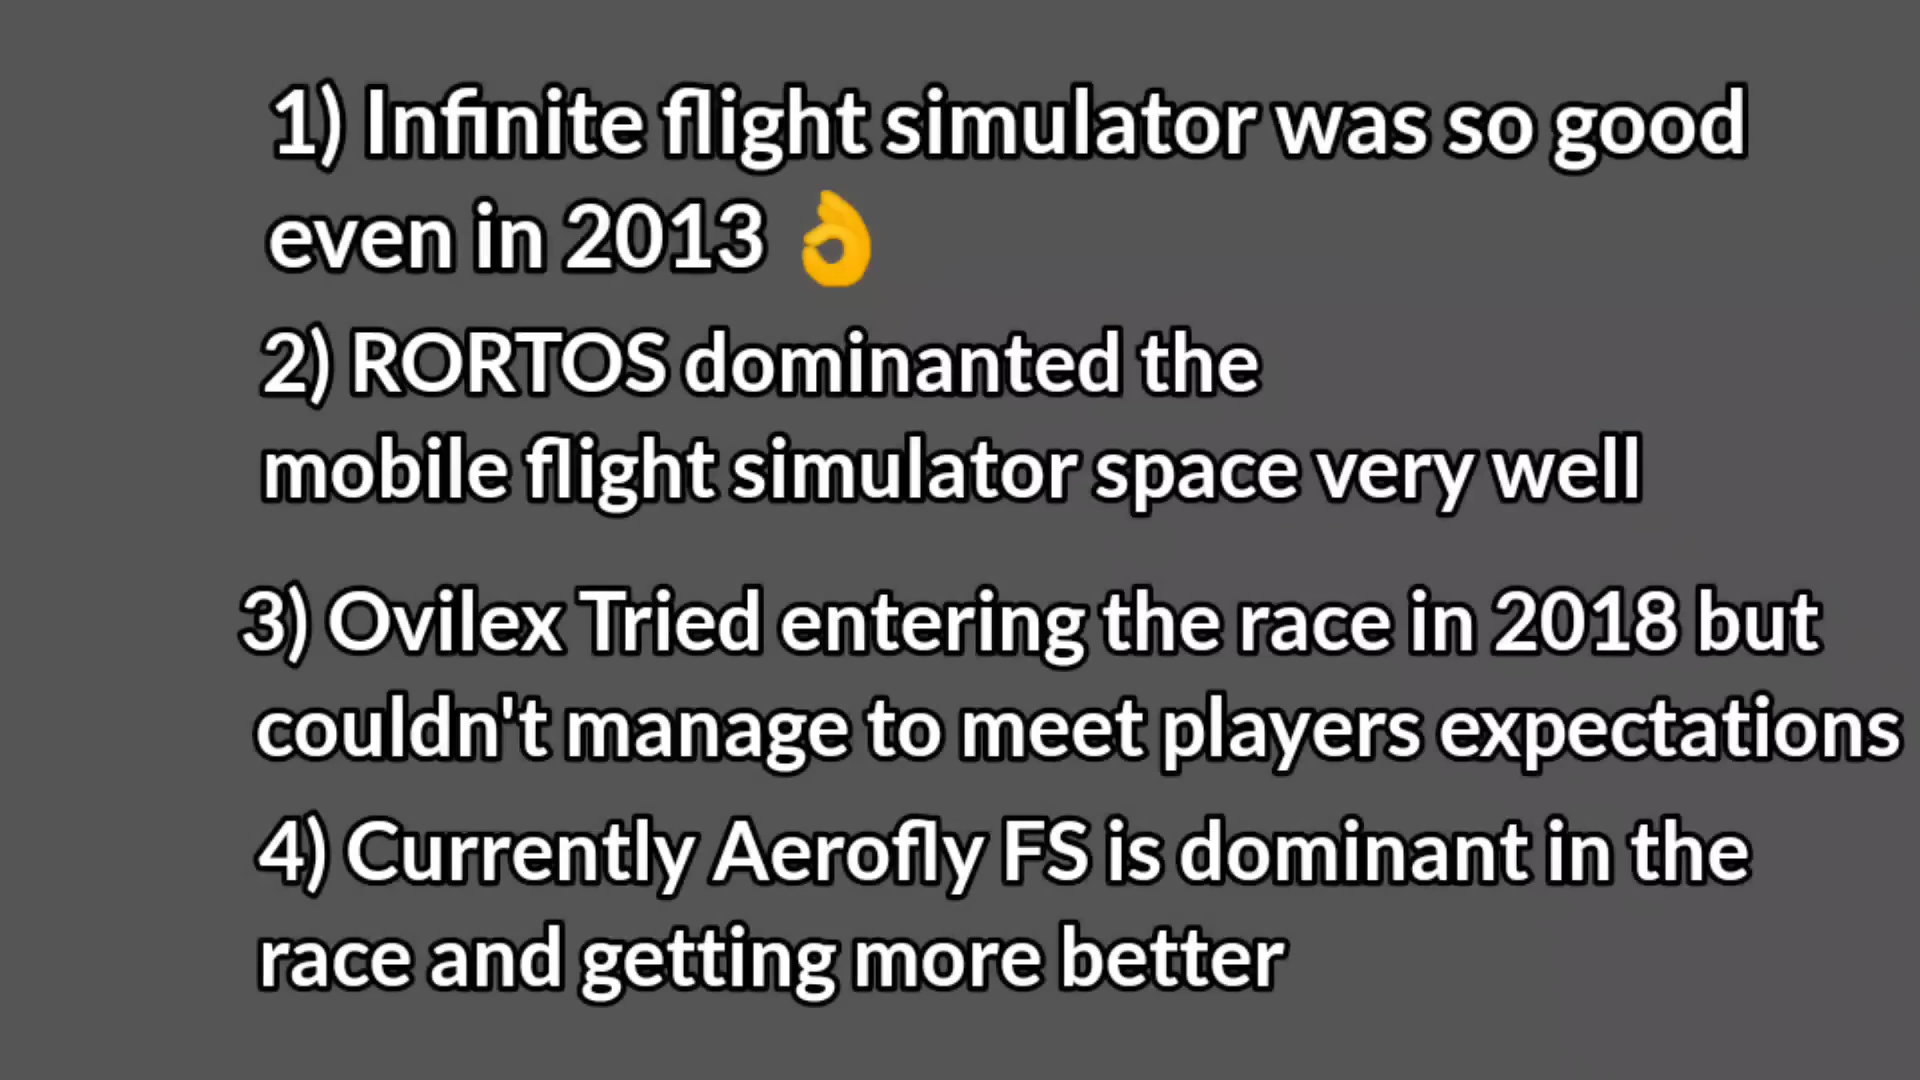 1) Infinite flight simulator was so good
even in 2013 👌
2) RORTOS dominanted the
mobile flight simulator space very well
3) Ovilex Tried entering the race in 2018 but
couldn't manage to meet players expectations
4) Currently Aerofly FS is dominant in the
race and getting more better